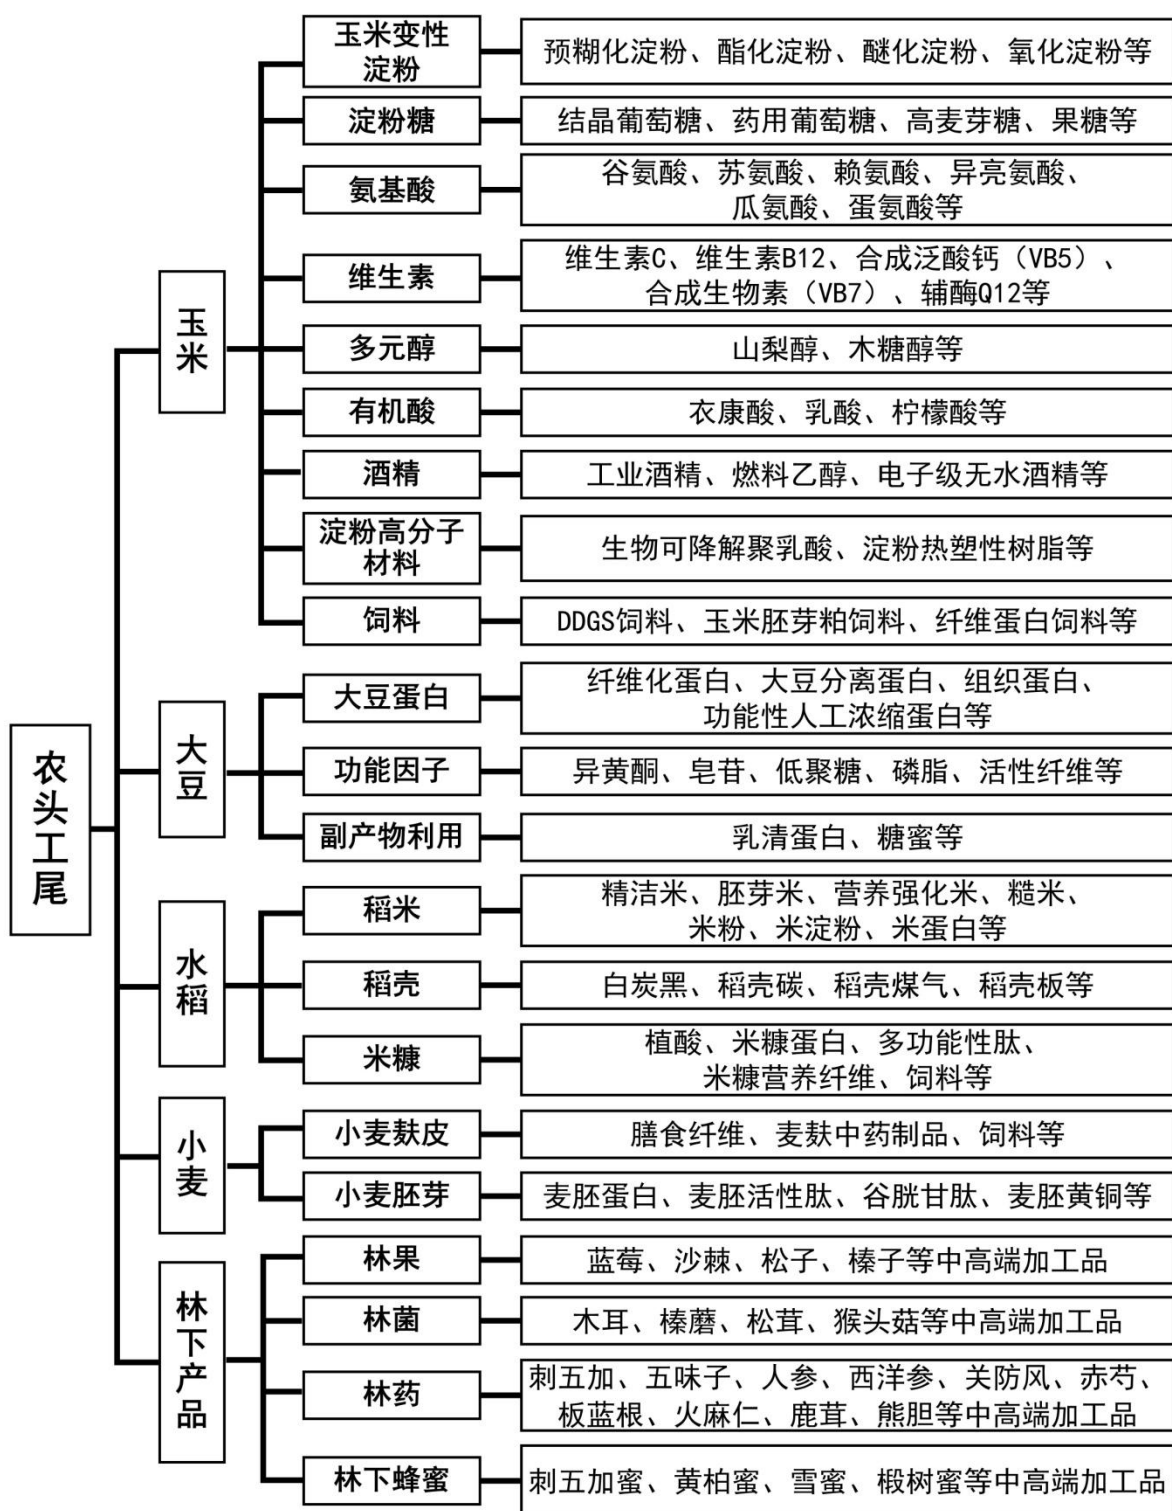 农头工尾
玉米
玉米变性
淀粉
预糊化淀粉、酯化淀粉、醚化淀粉、氧化淀粉等
淀粉糖
结晶葡萄糖、药用葡萄糖、高麦芽糖、果糖等
氨基酸
谷氨酸、苏氨酸、赖氨酸、异亮氨酸、
瓜氨酸、蛋氨酸等
维生素
维生素C、维生素B12、合成泛酸钙（VB5）、
合成生物素（VB7）、辅酶Q12等
多元醇
山梨醇、木糖醇等
有机酸
衣康酸、乳酸、柠檬酸等
酒精
工业酒精、燃料乙醇、电子级无水酒精等
淀粉高分子
材料
生物可降解聚乳酸、淀粉热塑性树脂等
饲料
DDGS饲料、玉米胚芽粕饲料、纤维蛋白饲料等
大豆
大豆蛋白
纤维化蛋白、大豆分离蛋白、组织蛋白、
功能性人工浓缩蛋白等
功能因子
异黄酮、皂苷、低聚糖、磷脂、活性纤维等
副产物利用
乳清蛋白、糖蜜等
水稻
稻米
精洁米、胚芽米、营养强化米、糙米、
米粉、米淀粉、米蛋白等
稻壳
白炭黑、稻壳碳、稻壳煤气、稻壳板等
米糠
植酸、米糠蛋白、多功能性肽、
米糠营养纤维、饲料等
小麦
小麦麸皮
膳食纤维、麦麸中药制品、饲料等
小麦胚芽
麦胚蛋白、麦胚活性肽、谷胱甘肽、麦胚黄铜等
林下产品
林果
蓝莓、沙棘、松子、榛子等中高端加工品
林菌
木耳、榛蘑、松茸、猴头菇等中高端加工品
林药
刺五加、五味子、人参、西洋参、关防风、赤芍、
板蓝根、火麻仁、鹿茸、熊胆等中高端加工品
林下蜂蜜
刺五加蜜、黄柏蜜、雪蜜、椴树蜜等中高端加工品